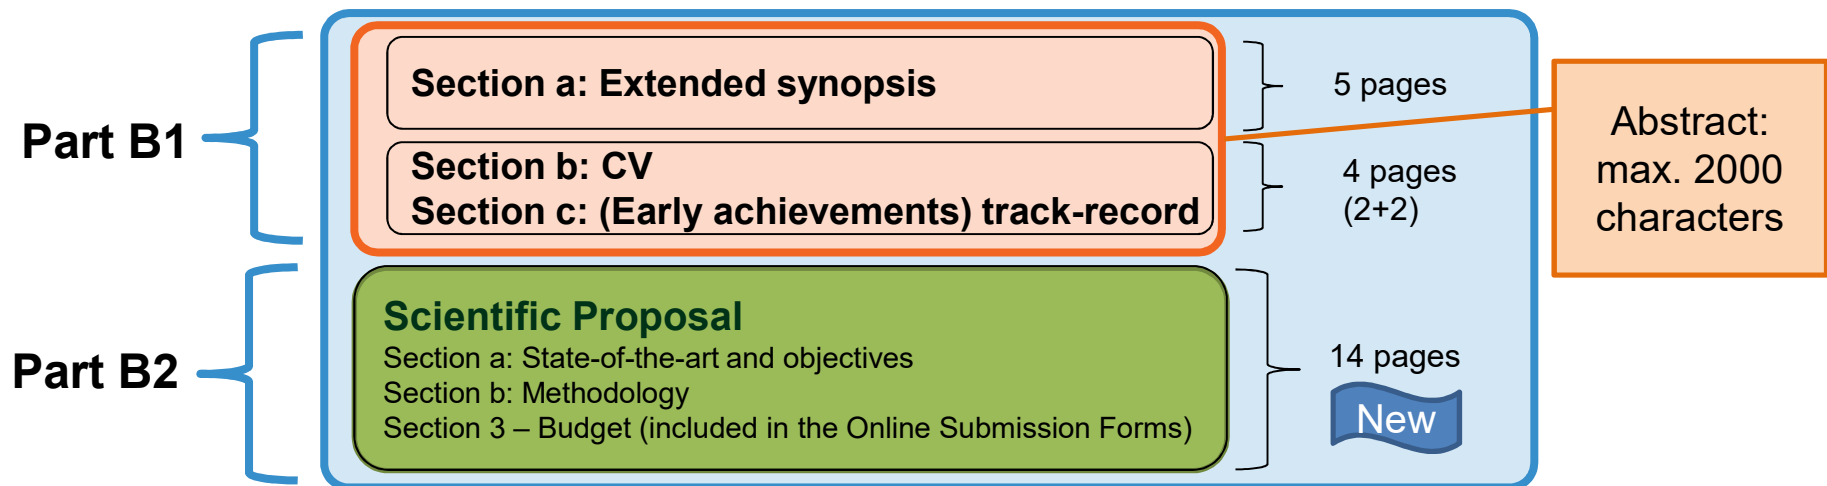 Part B1
Section a: Extended synopsis
5 pages
Section b: CV
Section c: (Early achievements) track-record
4 pages
(2+2)
Abstract:
max. 2000
characters
Part B2
Scientific Proposal
Section a: State-of-the-art and objectives
Section b: Methodology
Section 3 – Budget (included in the Online Submission Forms)
14 pages
New